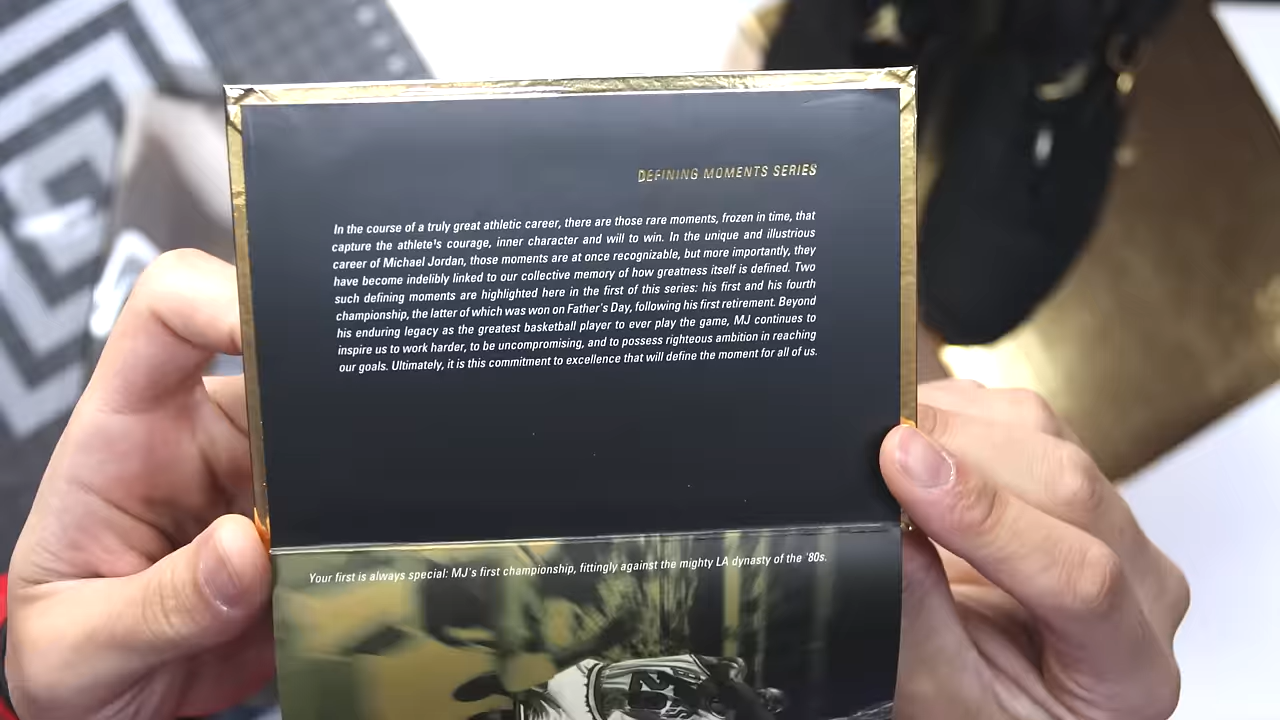 DEFINING MOMENTS SERIES
In the course of a truly great athletic career, there are those rare moments, frozen in time, that
capture the athlete's courage, inner character and will to win. In the unique and illustrious
career of Michael Jordan, those moments are at once recognizable, but more importantly, they
have become indelibly linked to our collective memory of how greatness itself is defined. Two
such defining moments are highlighted here in the first of this series: his first and his fourth
championship, the latter of which was won on Father's Day, following his first retirement. Beyond
his enduring legacy as the greatest basketball player to ever play the game, MJ continues to
inspire us to work harder, to be uncompromising, and to possess righteous ambition in reaching
our goals. Ultimately, it is this commitment to excellence that will define the moment for all of us.
Your first is always special: MJ's first championship, fittingly against the mighty LA dynasty of the '80s.